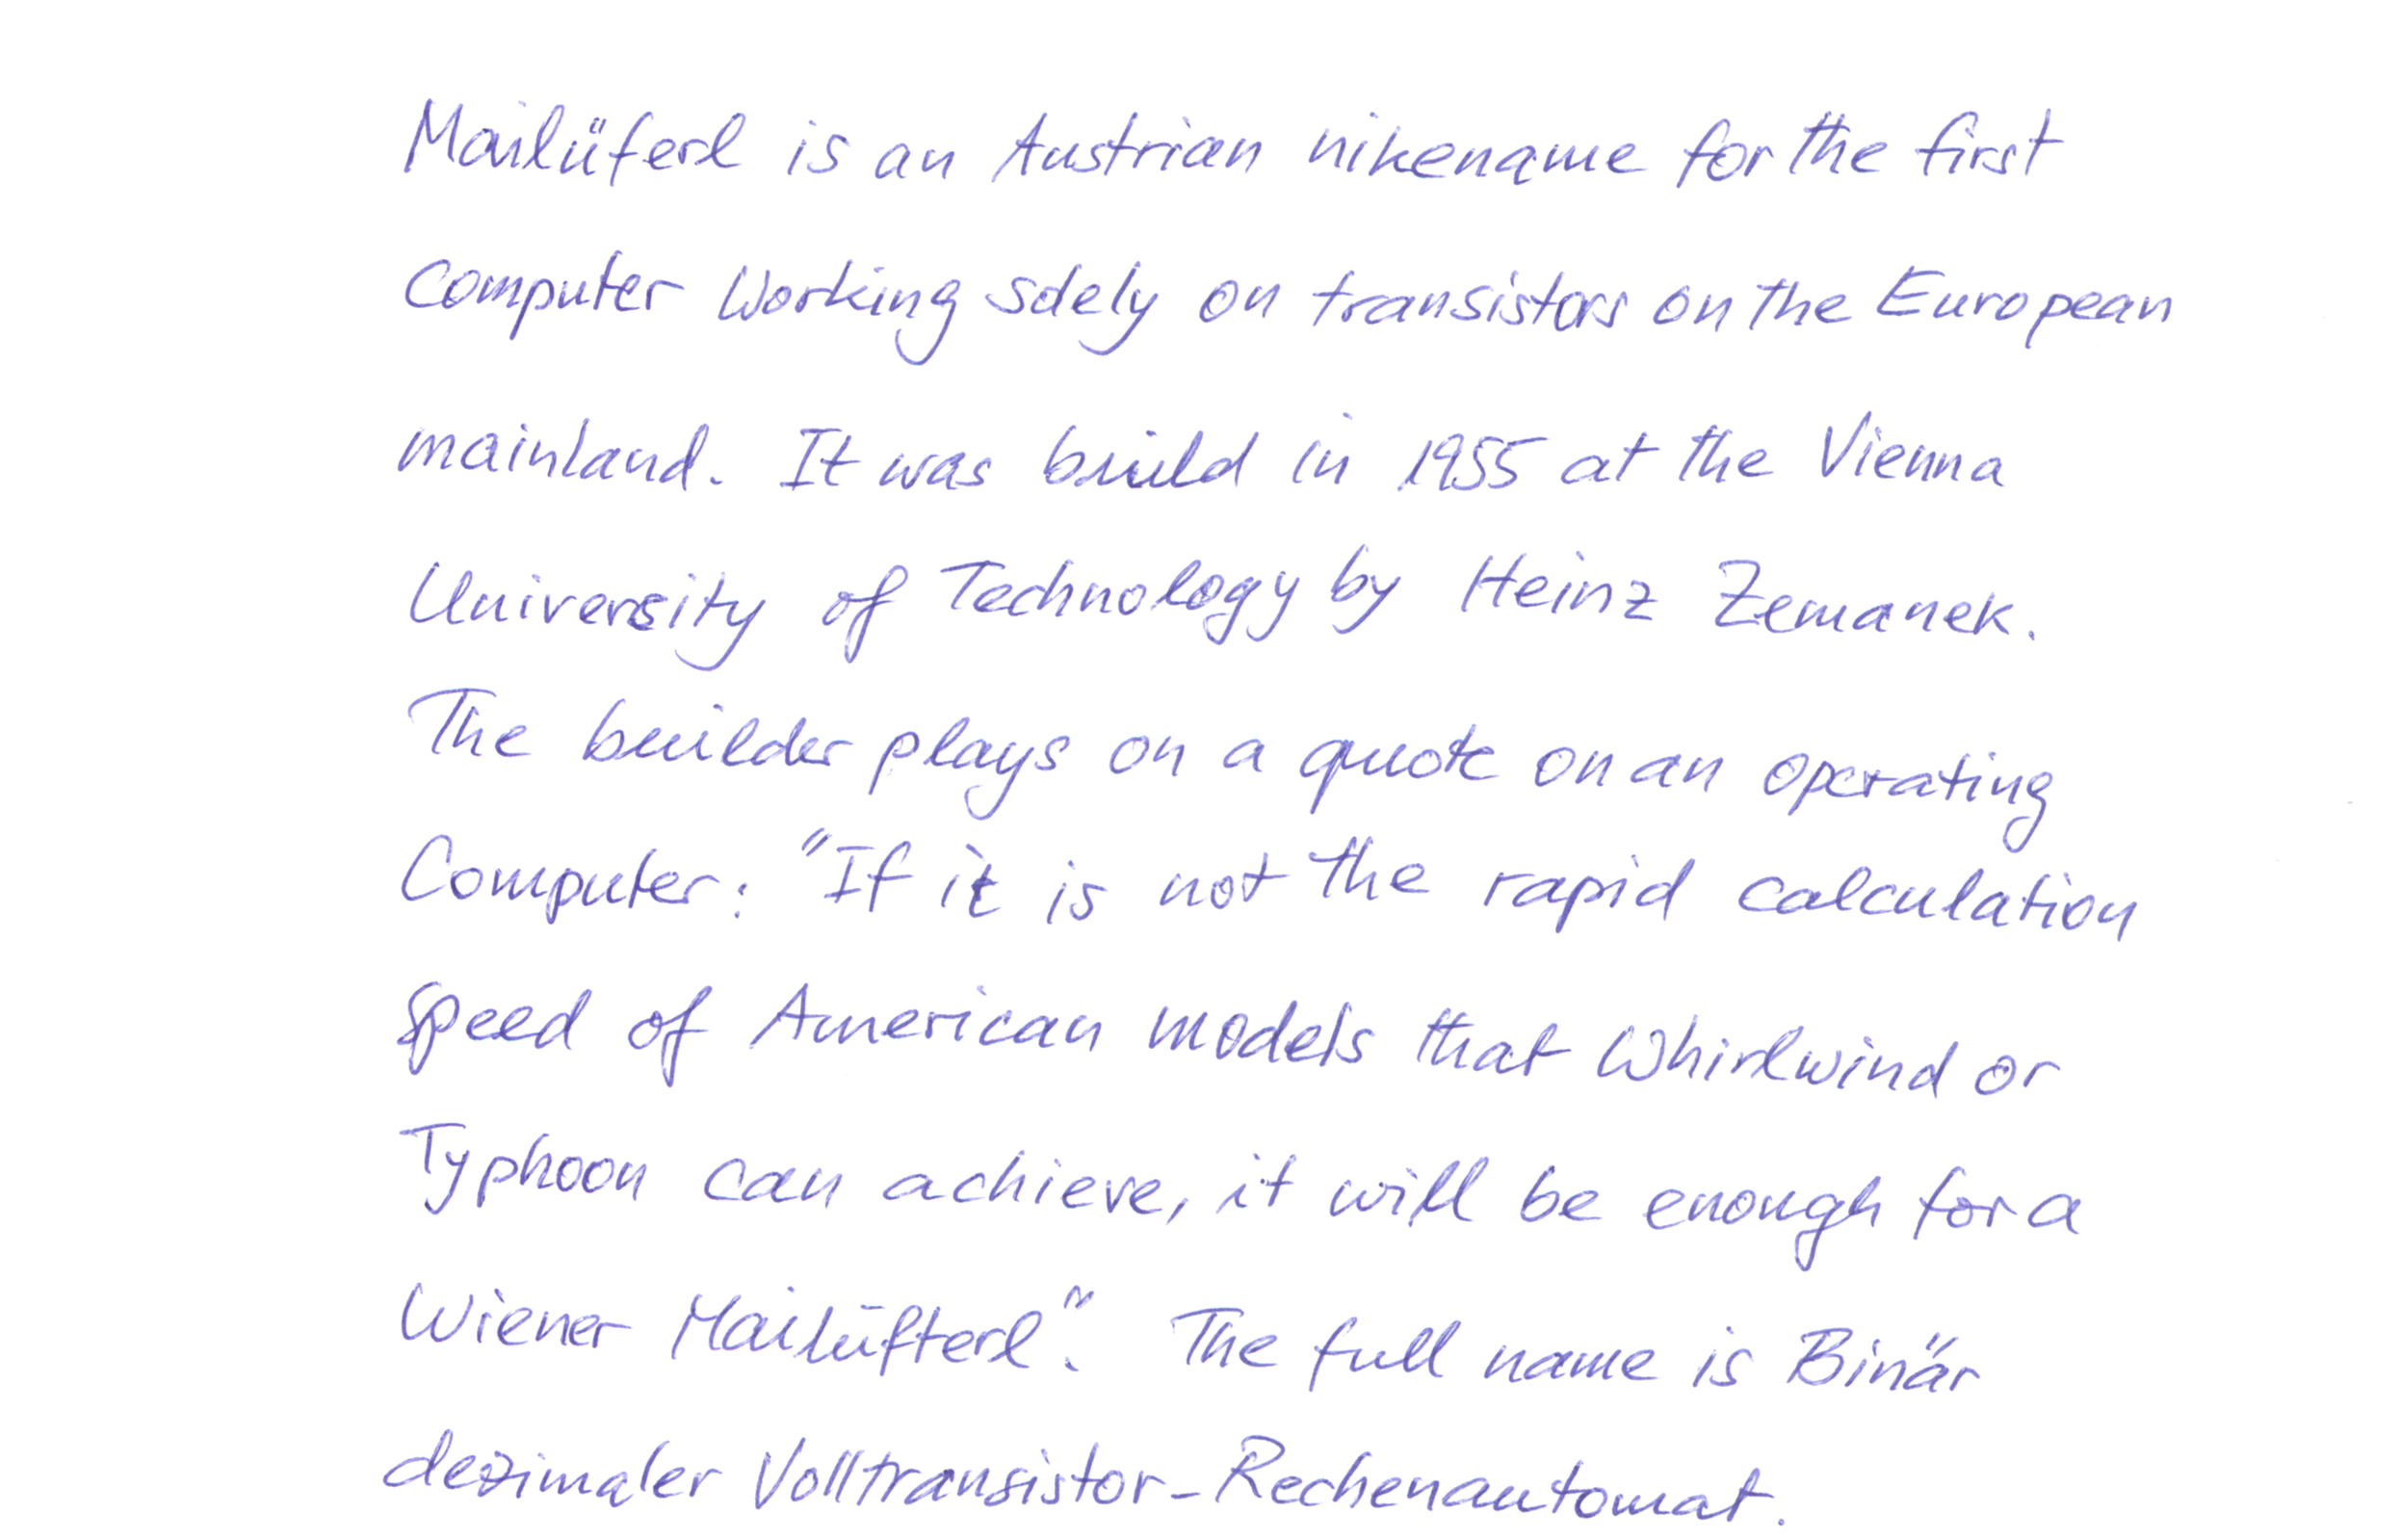 Mailüferl is an Austrian nikename for the first
Computer Working solely on transistors on the European
mainland. It was build in 1955 at the Vienna
University of Technology by Heinz Zemanek.
The builder plays on a quote on an operating
Computer: "If it is not the rapid calculation
Speed of American models that Whirlwind or
Typhoon can achieve, it will be enough for a
Wiener Mailüfterl". The full name is Binär
dezimaler Volltransistor-Rechenautomat.